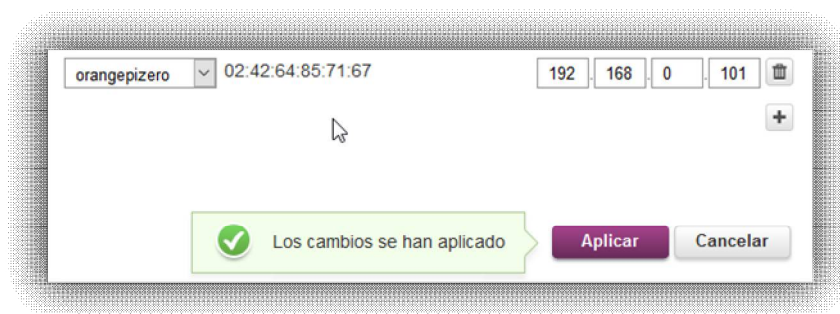 orangepizero 02:42:64:85:71:67 192 . 168 . 0 . 101
Los cambios se han aplicado Aplicar Cancelar